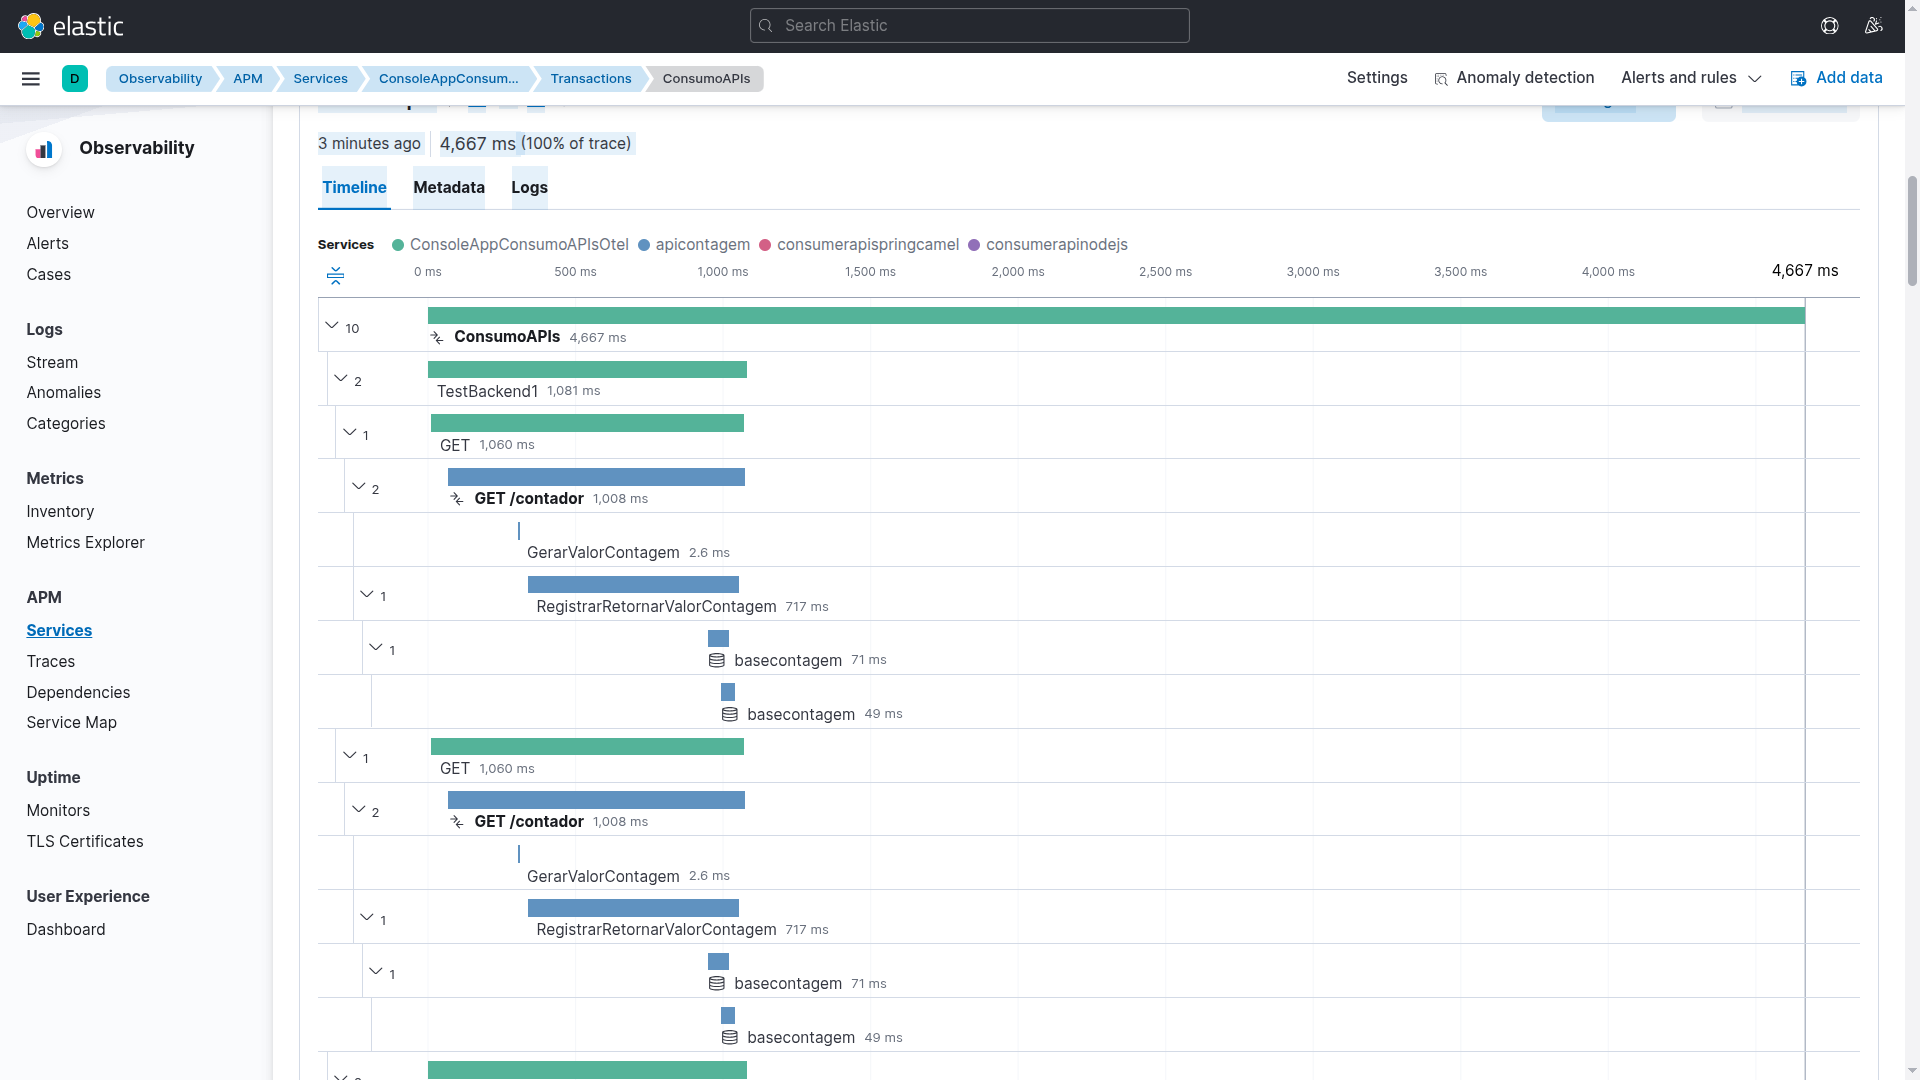 elastic
Search Elastic
D
Observability
APM
Services
ConsoleAppConsum...
Transactions
ConsumoAPIs
Settings
Anomaly detection
Alerts and rules
Add data
Observability
Overview
Alerts
Cases
Logs
Stream
Anomalies
Categories
Metrics
Inventory
Metrics Explorer
APM
Services
Traces
Dependencies
Service Map
Uptime
Monitors
TLS Certificates
User Experience
Dashboard
3 minutes ago
4,667 ms (100% of trace)
Timeline
Metadata
Logs
Services
ConsoleAppConsumoAPIsOtel
apicontagem
consumerapispringcamel
consumerapinodejs
0 ms
500 ms
1,000 ms
1,500 ms
2,000 ms
2,500 ms
3,000 ms
3,500 ms
4,000 ms
4,667 ms
10
ConsumoAPIs 4,667 ms
2
TestBackend1 1,081 ms
1
GET 1,060 ms
2
GET /contador 1,008 ms
GerarValorContagem 2.6 ms
1
RegistrarRetornarValorContagem 717 ms
1
basecontagem 71 ms
basecontagem 49 ms
1
GET 1,060 ms
2
GET /contador 1,008 ms
GerarValorContagem 2.6 ms
1
RegistrarRetornarValorContagem 717 ms
1
basecontagem 71 ms
basecontagem 49 ms